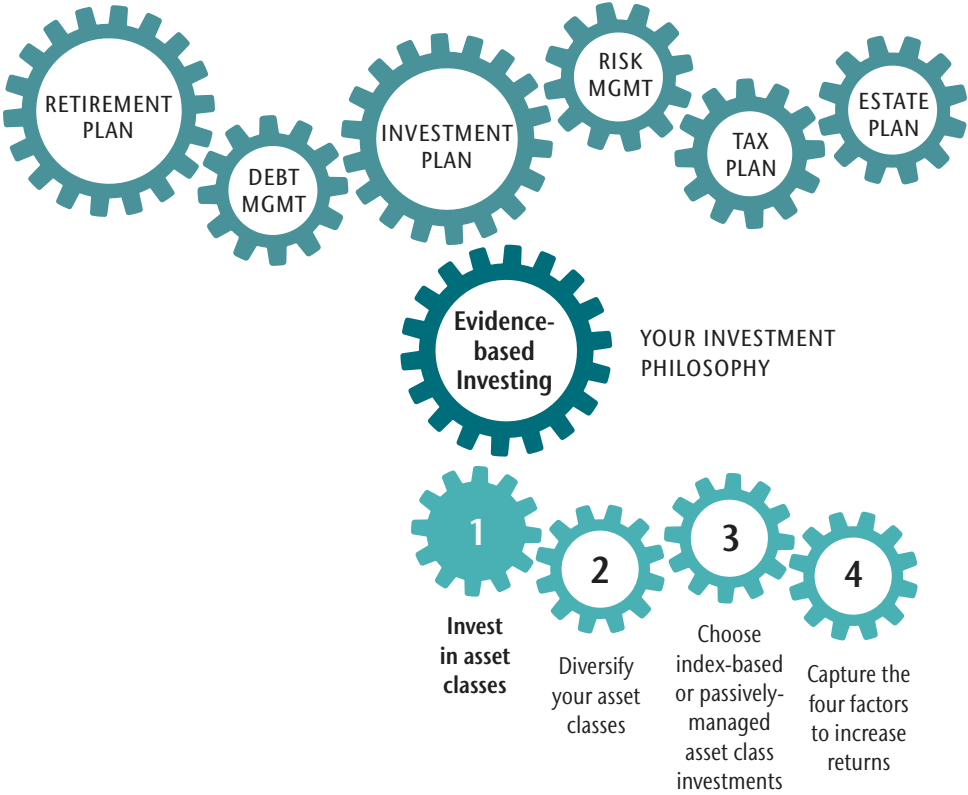 RETIREMENT
PLAN
DEBT
MGMT
INVESTMENT
PLAN
RISK
MGMT
TAX
PLAN
ESTATE
PLAN
Evidence-
based
Investing
YOUR INVESTMENT
PHILOSOPHY
1
Invest
in asset
classes
2
Diversify
your asset
classes
3
Choose
index-based
or passively-
managed
asset class
investments
4
Capture the
four factors
to increase
returns